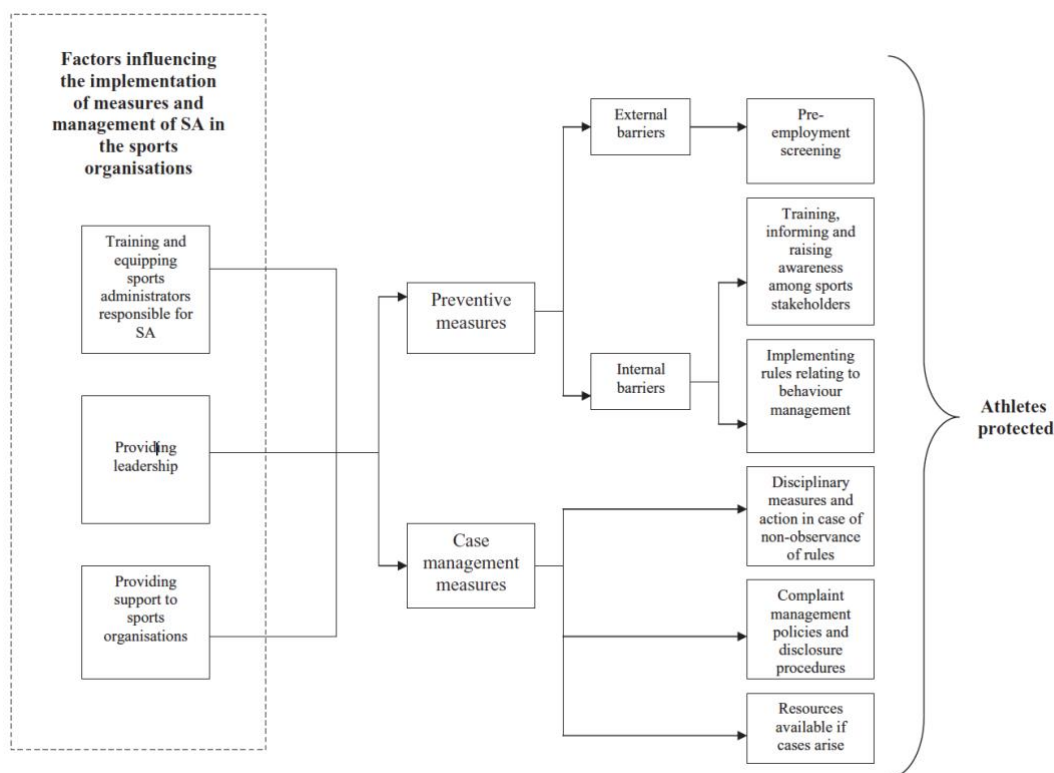 Factors influencing
the implementation
of measures and
management of SA in
the sports
organisations
Training and
equipping
sports
administrators
responsible for
SA
Providing
leadership
Providing
support to
sports
organisations
Preventive
measures
Case
management
measures
External
barriers
Internal
barriers
Pre-
employment
screening
Training,
informing and
raising
awareness
among sports
stakeholders
Implementing
rules relating to
behaviour
management
Disciplinary
measures and
action in case of
non-observance
of rules
Complaint
management
policies and
disclosure
procedures
Resources
available if
cases arise
Athletes
protected